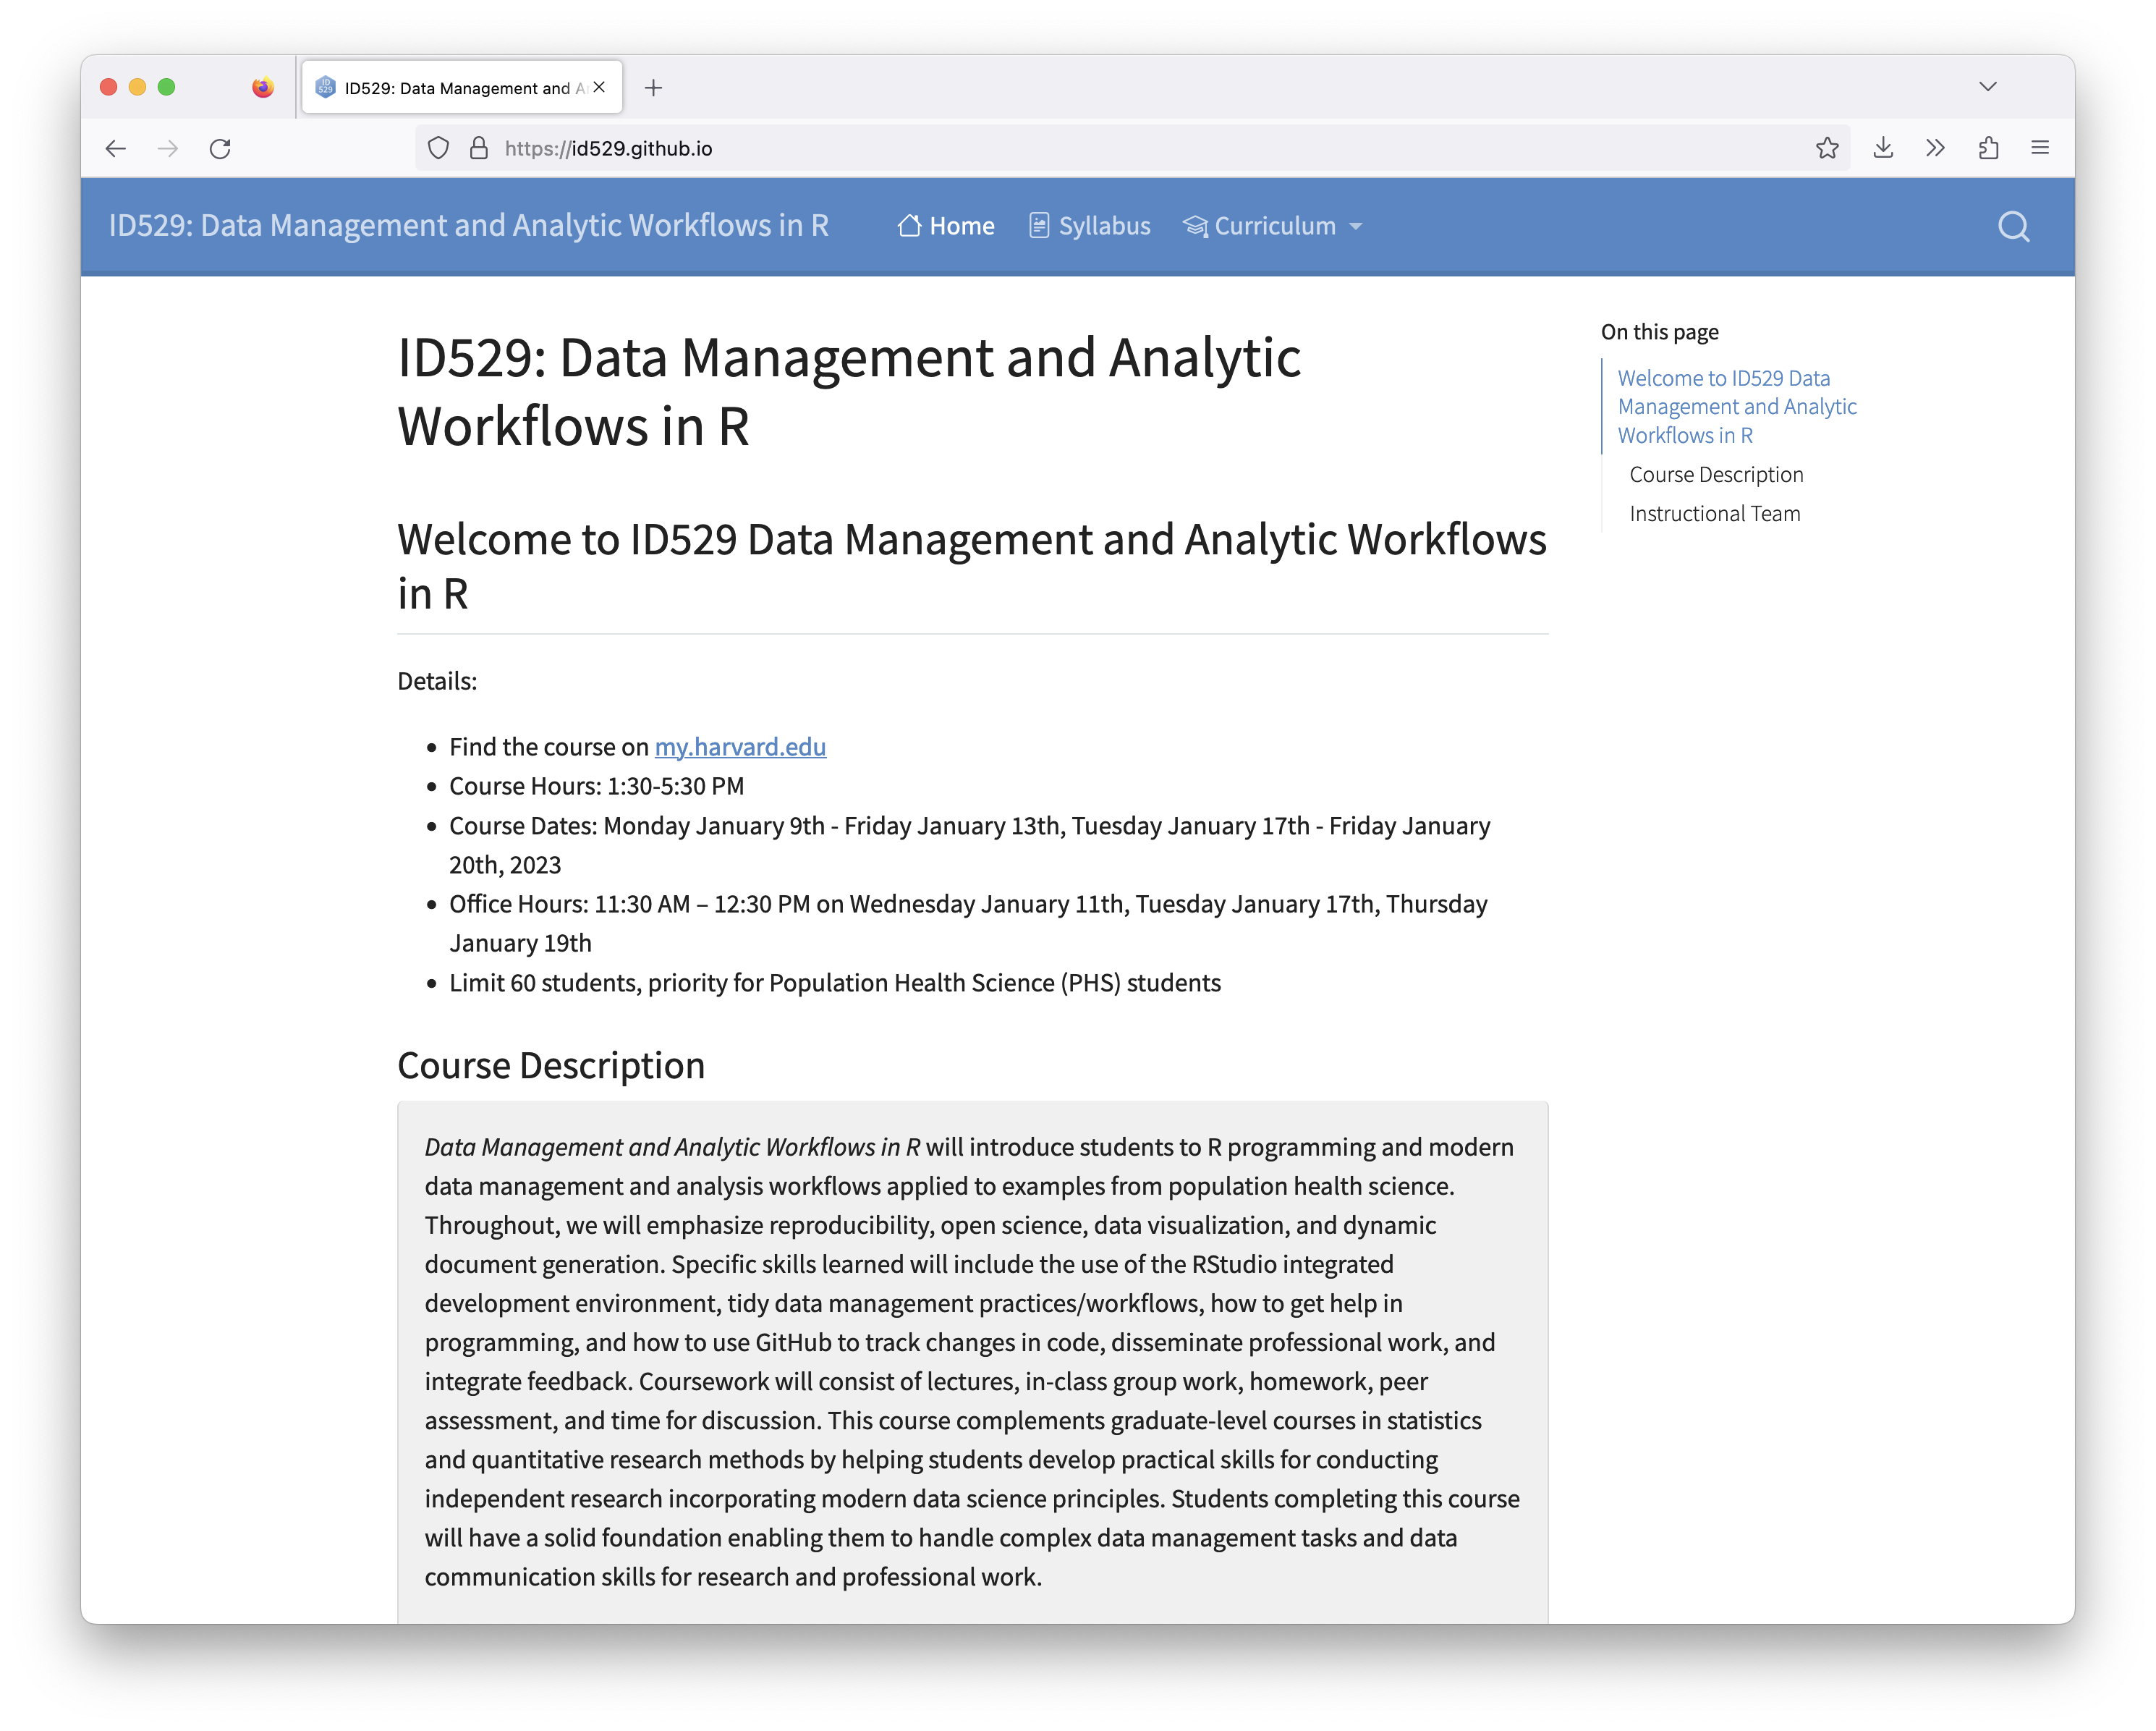 ID529: Data Management and A
https://id529.github.io
ID529: Data Management and Analytic Workflows in R
Home
Syllabus
Curriculum
ID529: Data Management and Analytic
Workflows in R
Welcome to ID529 Data Management and Analytic Workflows
in R
Details:
• Find the course on my.harvard.edu
• Course Hours: 1:30-5:30 PM
• Course Dates: Monday January 9th - Friday January 13th, Tuesday January 17th - Friday January
20th, 2023
• Office Hours: 11:30 AM – 12:30 PM on Wednesday January 11th, Tuesday January 17th, Thursday
January 19th
• Limit 60 students, priority for Population Health Science (PHS) students
Course Description
Data Management and Analytic Workflows in R will introduce students to R programming and modern
data management and analysis workflows applied to examples from population health science.
Throughout, we will emphasize reproducibility, open science, data visualization, and dynamic
document generation. Specific skills learned will include the use of the RStudio integrated
development environment, tidy data management practices/workflows, how to get help in
programming, and how to use GitHub to track changes in code, disseminate professional work, and
integrate feedback. Coursework will consist of lectures, in-class group work, homework, peer
assessment, and time for discussion. This course complements graduate-level courses in statistics
and quantitative research methods by helping students develop practical skills for conducting
independent research incorporating modern data science principles. Students completing this course
will have a solid foundation enabling them to handle complex data management tasks and data
communication skills for research and professional work.
On this page
Welcome to ID529 Data
Management and Analytic
Workflows in R
Course Description
Instructional Team